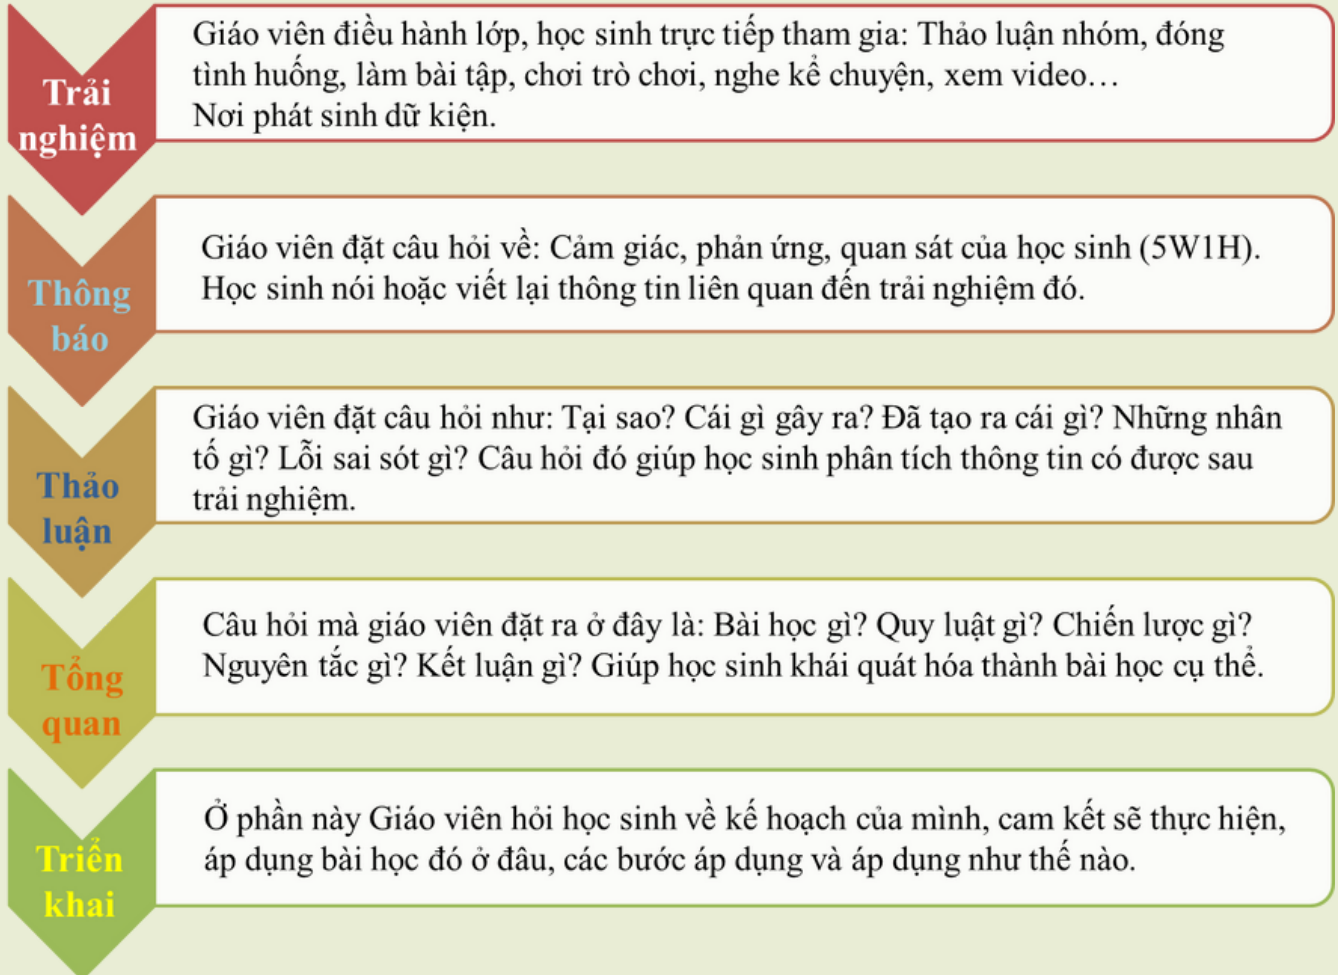 Trải
nghiệm
Giáo viên điều hành lớp, học sinh trực tiếp tham gia: Thảo luận nhóm, đóng
tình huống, làm bài tập, chơi trò chơi, nghe kể chuyện, xem video…
Nơi phát sinh dữ kiện.
Thông
báo
Giáo viên đặt câu hỏi về: Cảm giác, phản ứng, quan sát của học sinh (5W1H).
Học sinh nói hoặc viết lại thông tin liên quan đến trải nghiệm đó.
Thảo
luận
Giáo viên đặt câu hỏi như: Tại sao? Cái gì gây ra? Đã tạo ra cái gì? Những nhân
tố gì? Lỗi sai sót gì? Câu hỏi đó giúp học sinh phân tích thông tin có được sau
trải nghiệm.
Tổng
quan
Câu hỏi mà giáo viên đặt ra ở đây là: Bài học gì? Quy luật gì? Chiến lược gì?
Nguyên tắc gì? Kết luận gì? Giúp học sinh khái quát hóa thành bài học cụ thể.
Triển
khai
Ở phần này Giáo viên hỏi học sinh về kế hoạch của mình, cam kết sẽ thực hiện,
áp dụng bài học đó ở đâu, các bước áp dụng và áp dụng như thế nào.